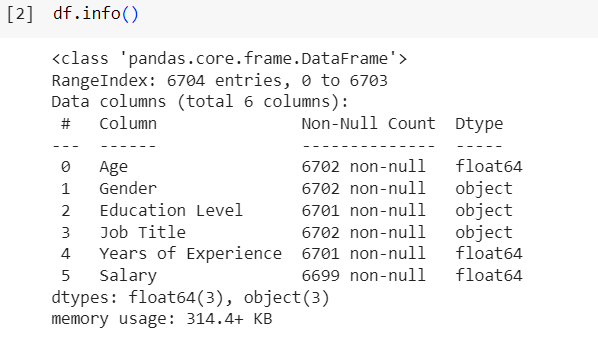 [2] df.info()
<class 'pandas.core.frame.DataFrame'>
RangeIndex: 6704 entries, 0 to 6703
Data columns (total 6 columns):
 #   Column               Non-Null Count  Dtype
---  ------               --------------  -----
 0   Age                  6702 non-null   float64
 1   Gender               6702 non-null   object
 2   Education Level      6701 non-null   object
 3   Job Title            6702 non-null   object
 4   Years of Experience  6701 non-null   float64
 5   Salary               6699 non-null   float64
dtypes: float64(3), object(3)
memory usage: 314.4+ KB